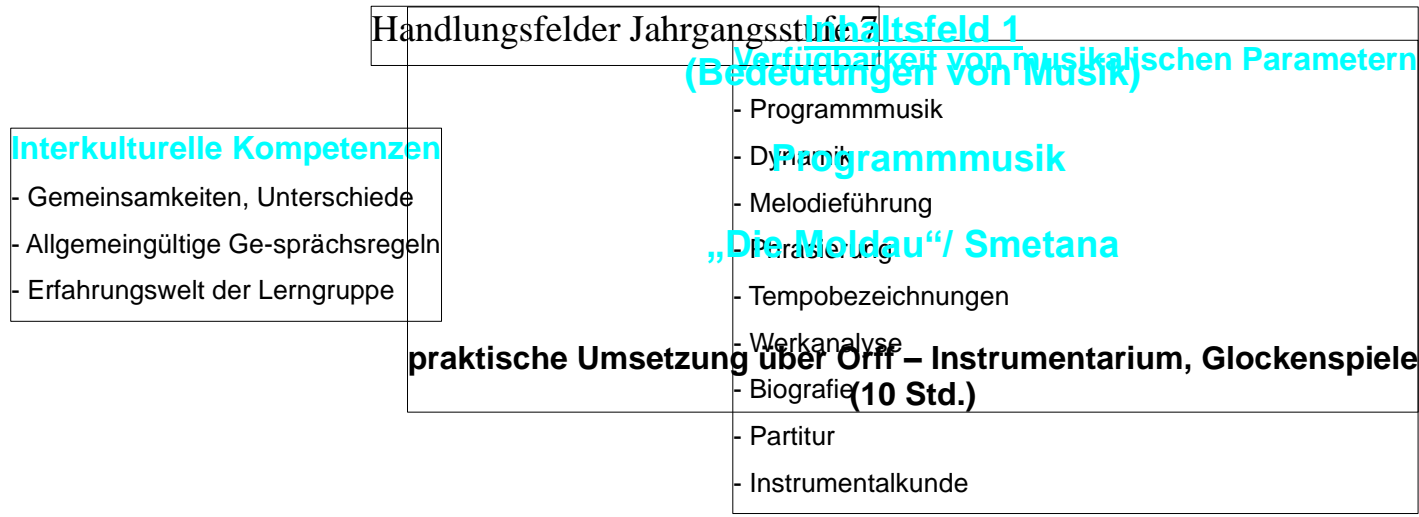 Handlungsfelder Jahrgangsstufe 7
Inhaltsfeld 1
(Bedeutungen von Musik)
Programmmusik
„Die Moldau“/ Smetana
praktische Umsetzung über Orff – Instrumentarium, Glockenspiele
(10 Std.)
Interkulturelle Kompetenzen
- Gemeinsamkeiten, Unterschiede
- Allgemeingültige Ge-sprächsregeln
- Erfahrungswelt der Lerngruppe
Verfügbarkeit von musikalischen Parametern
- Programmmusik
- Dynamik
- Melodieführung
- Phrasierung
- Tempobezeichnungen
- Werkanalyse
- Biografie
- Partitur
- Instrumentalkunde